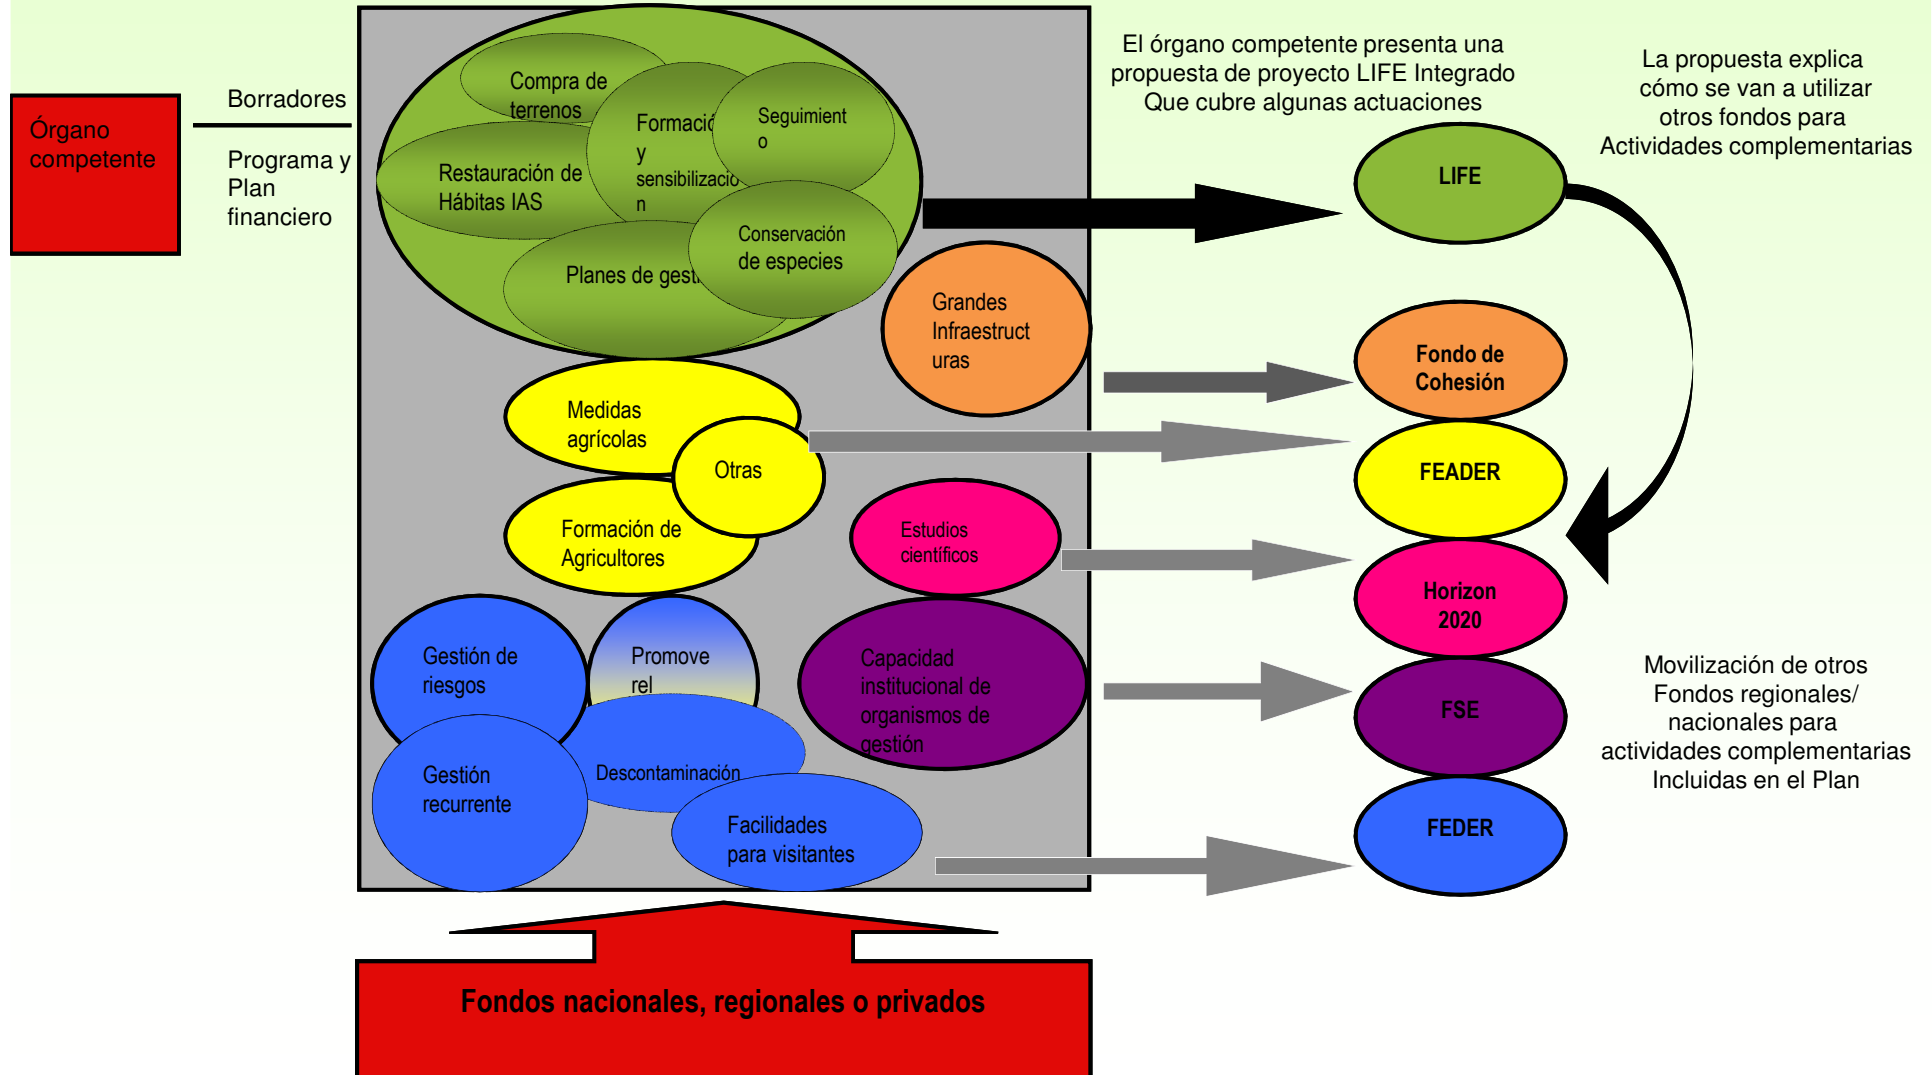 Órgano
competente
Borradores
Programa y
Plan
financiero
Compra de
terrenos
Formació
y
sensibilizació
n
Seguimient
o
Restauración de
Hábitas IAS
Conservación
de especies
Planes de gesti
Grandes
Infraestruct
uras
Medidas
agrícolas
Otras
Formación de
Agricultores
Estudios
científicos
Gestión de
riesgos
Promove
rel
Capacidad
institucional de
organismos de
gestión
Gestión
recurrente
Descontaminación
Facilidades
para visitantes
Fondos nacionales, regionales o privados
El órgano competente presenta una
propuesta de proyecto LIFE Integrado
Que cubre algunas actuaciones
La propuesta explica
cómo se van a utilizar
otros fondos para
Actividades complementarias
LIFE
Fondo de
Cohesión
FEADER
Horizon
2020
FSE
FEDER
Movilización de otros
Fondos regionales/
nacionales para
actividades complementarias
Incluidas en el Plan